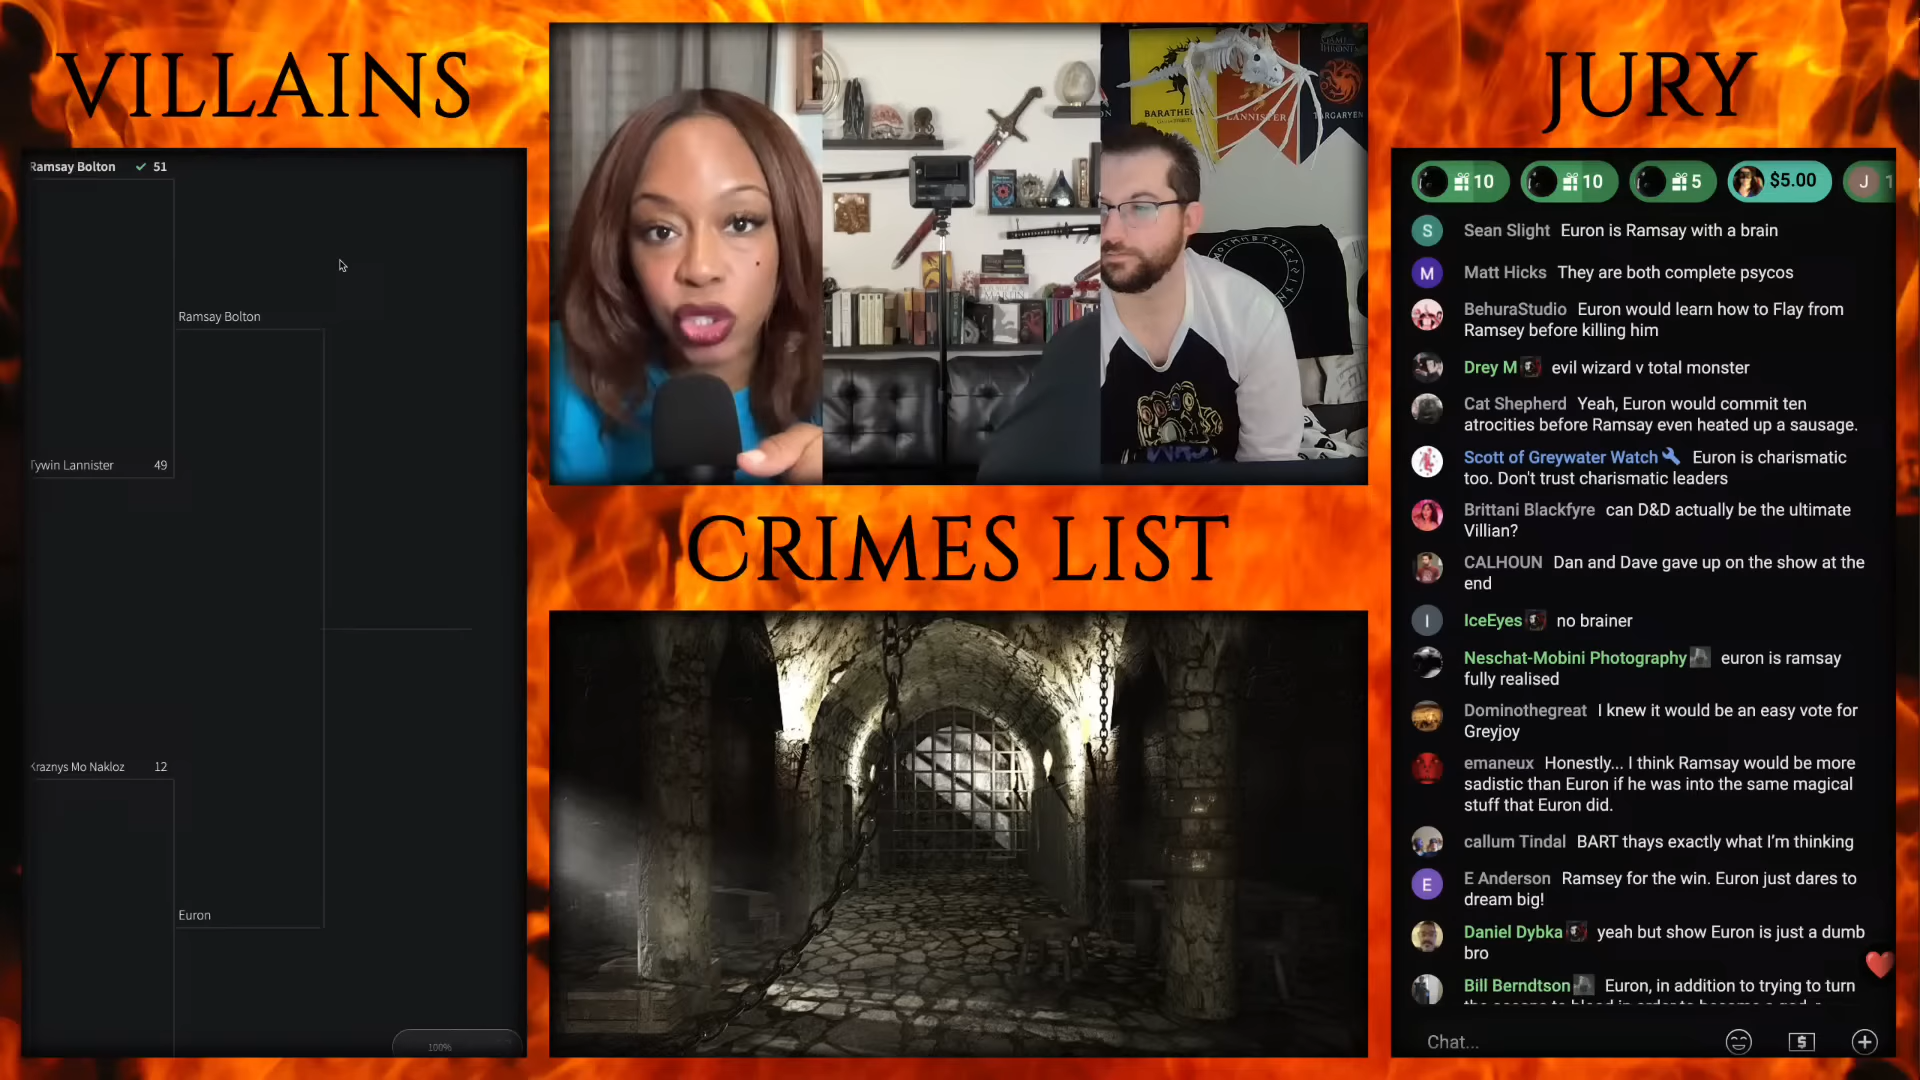 VILLAINS
Ramsay Bolton ✓ 51
Ramsay Bolton
Tywin Lannister 49
Kraznys Mo Nakloz 12
Euron
100%
BARATHE
LANNISTER
TARGARYEN
MARTIN
CRIMES LIST
JURY
10
10
5
$5.00
J 1
S Sean Slight Euron is Ramsay with a brain
M Matt Hicks They are both complete psycos
BehuraStudio Euron would learn how to Flay from
Ramsey before killing him
Drey M evil wizard v total monster
Cat Shepherd Yeah, Euron would commit ten
atrocities before Ramsay even heated up a sausage.
Scott of Greywater Watch Euron is charismatic
too. Don't trust charismatic leaders
Brittani Blackfyre can D&D actually be the ultimate
Villian?
CALHOUN Dan and Dave gave up on the show at the
end
I IceEyes no brainer
Neschat-Mobini Photography euron is ramsay
fully realised
Dominothegreat I knew it would be an easy vote for
Greyjoy
emaneux Honestly... I think Ramsay would be more
sadistic than Euron if he was into the same magical
stuff that Euron did.
callum Tindal BART thays exactly what I’m thinking
E E Anderson Ramsey for the win. Euron just dares to
dream big!
Daniel Dybka yeah but show Euron is just a dumb
bro
Bill Berndtson Euron, in addition to trying to turn
Chat...